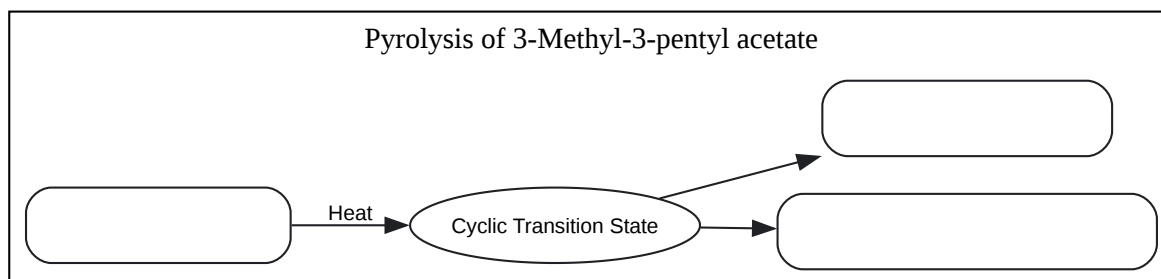 Pyrolysis of 3-Methyl-3-pentyl acetate
Heat
Cyclic Transition State